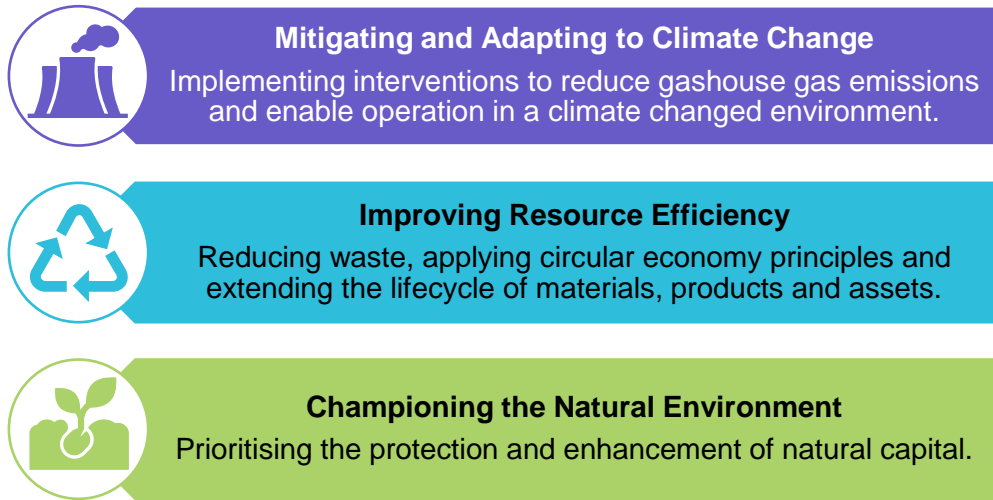 Mitigating and Adapting to Climate Change
Implementing interventions to reduce gashouse gas emissions
and enable operation in a climate changed environment.
Improving Resource Efficiency
Reducing waste, applying circular economy principles and
extending the lifecycle of materials, products and assets.
Championing the Natural Environment
Prioritising the protection and enhancement of natural capital.